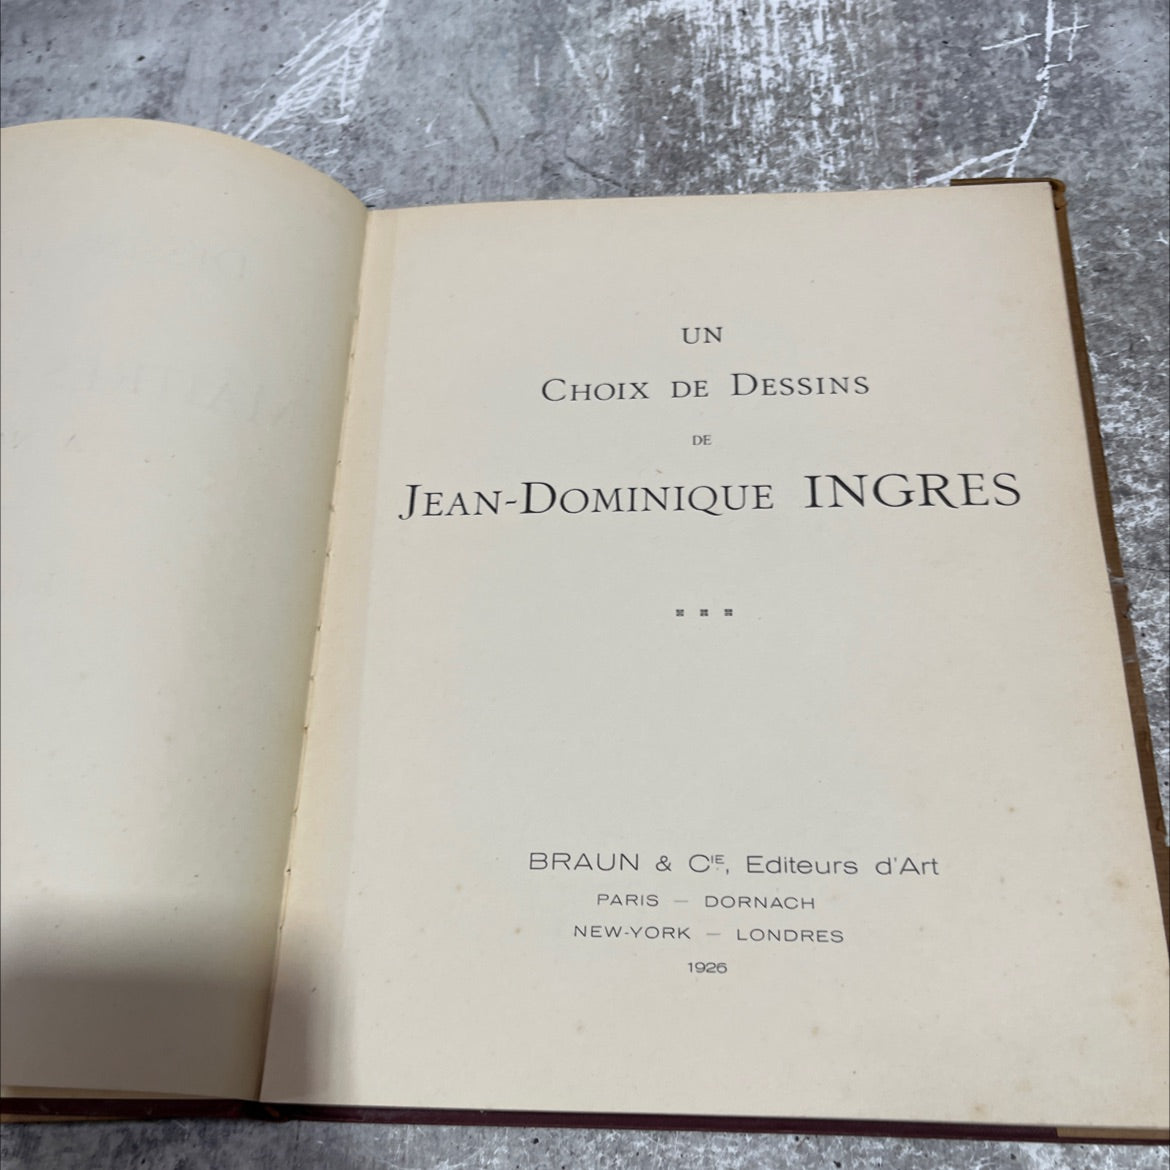 UN
CHOIX DE DESSINS
DE
JEAN-DOMINIQUE INGRES
BRAUN & CIE, Editeurs d'Art
PARIS — DORNACH
NEW-YORK — LONDRES
1926